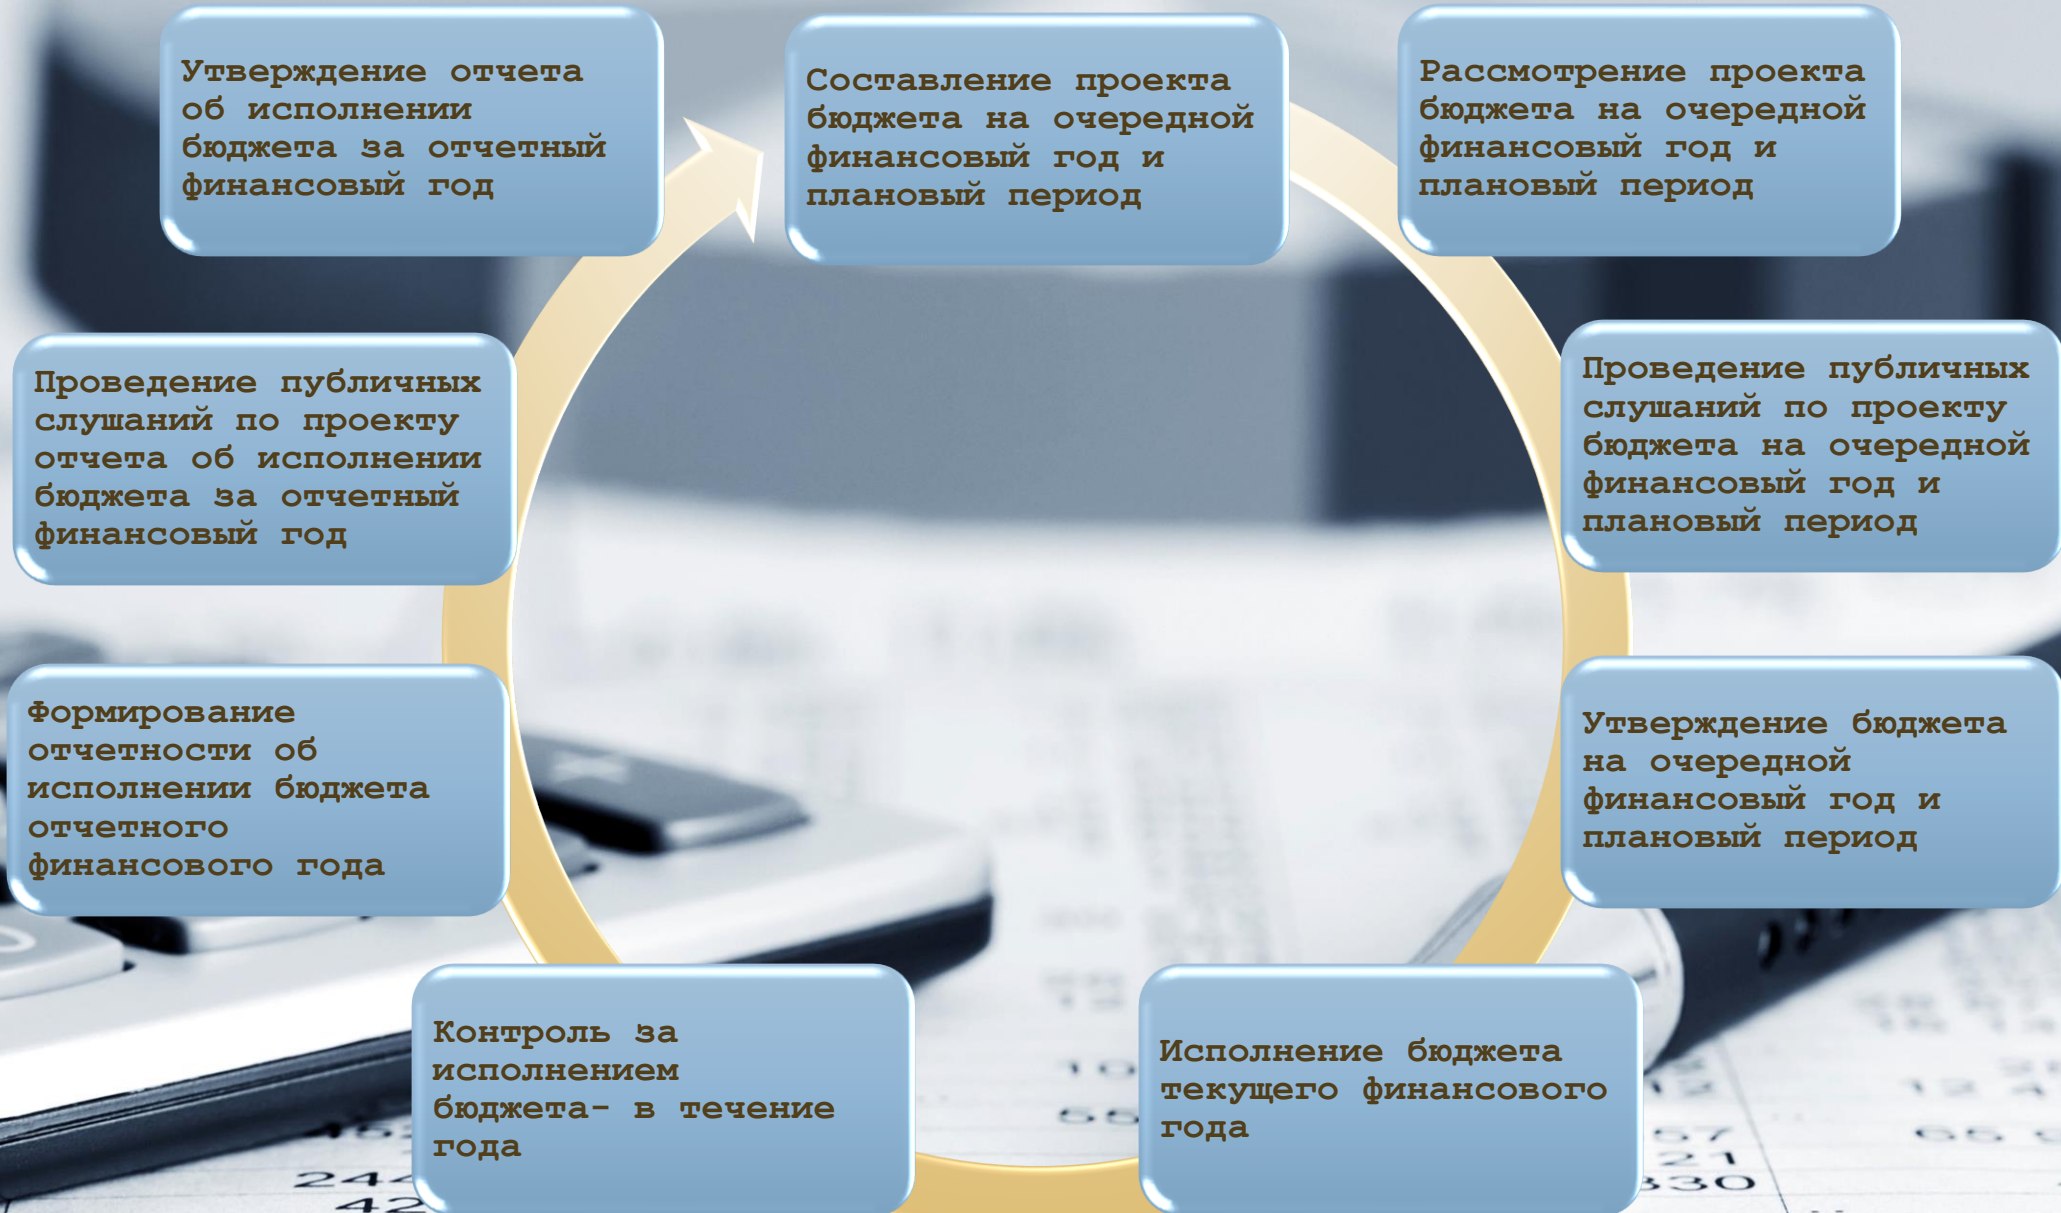 Утверждение отчета
об исполнении
бюджета за отчетный
финансовый год
Составление проекта
бюджета на очередной
финансовый год и
плановый период
Рассмотрение проекта
бюджета на очередной
финансовый год и
плановый период
Проведение публичных
слушаний по проекту
отчета об исполнении
бюджета за отчетный
финансовый год
Проведение публичных
слушаний по проекту
бюджета на очередной
финансовый год и
плановый период
Формирование
отчетности об
исполнении бюджета
отчетного
финансового года
Утверждение бюджета
на очередной
финансовый год и
плановый период
Контроль за
исполнением
бюджета- в течение
года
Исполнение бюджета
текущего финансового
года